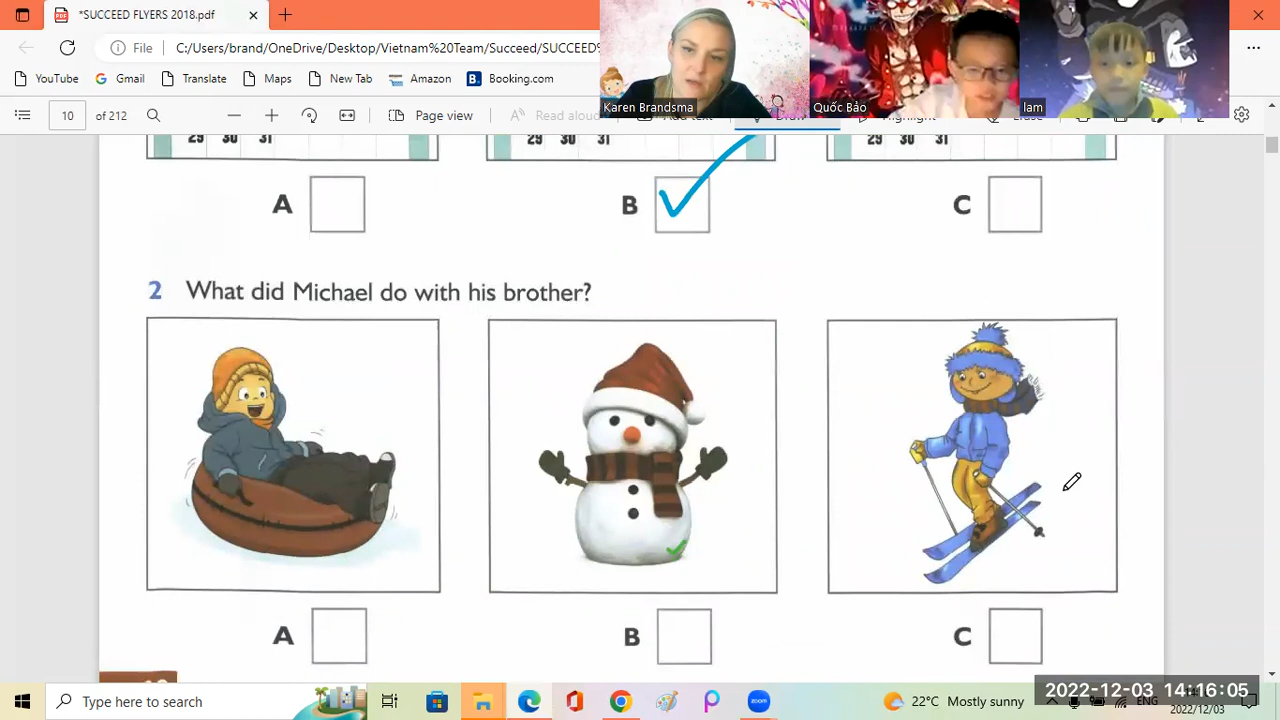 *SUCCEED FLYERS 2018.pdf
File
C:/Users/brand/OneDrive/Desktop/Vietnam%20Team/Succeed/SUCCEED%
YouTube
Gmail
Translate
Maps
New Tab
Amazon
Booking.com
10 of 212
Page view
Read aloud
Karen Brandsma
Quốc Bảo
lam
29 30 31
29 30 31
29 30 31
A
B
C
2 What did Michael do with his brother?
A
B
C
Type here to search
22°C Mostly sunny
ENG
2022-12-03 14:16:05
2022/12/03